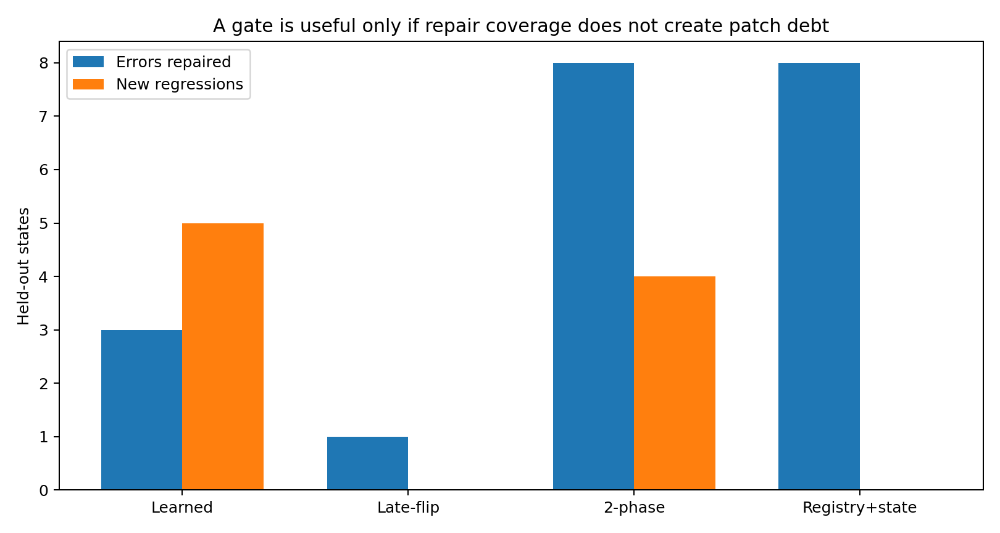 A gate is useful only if repair coverage does not create patch debt
Errors repaired
New regressions
Held-out states
8
7
6
5
4
3
2
1
0
Learned
Late-flip
2-phase
Registry+state